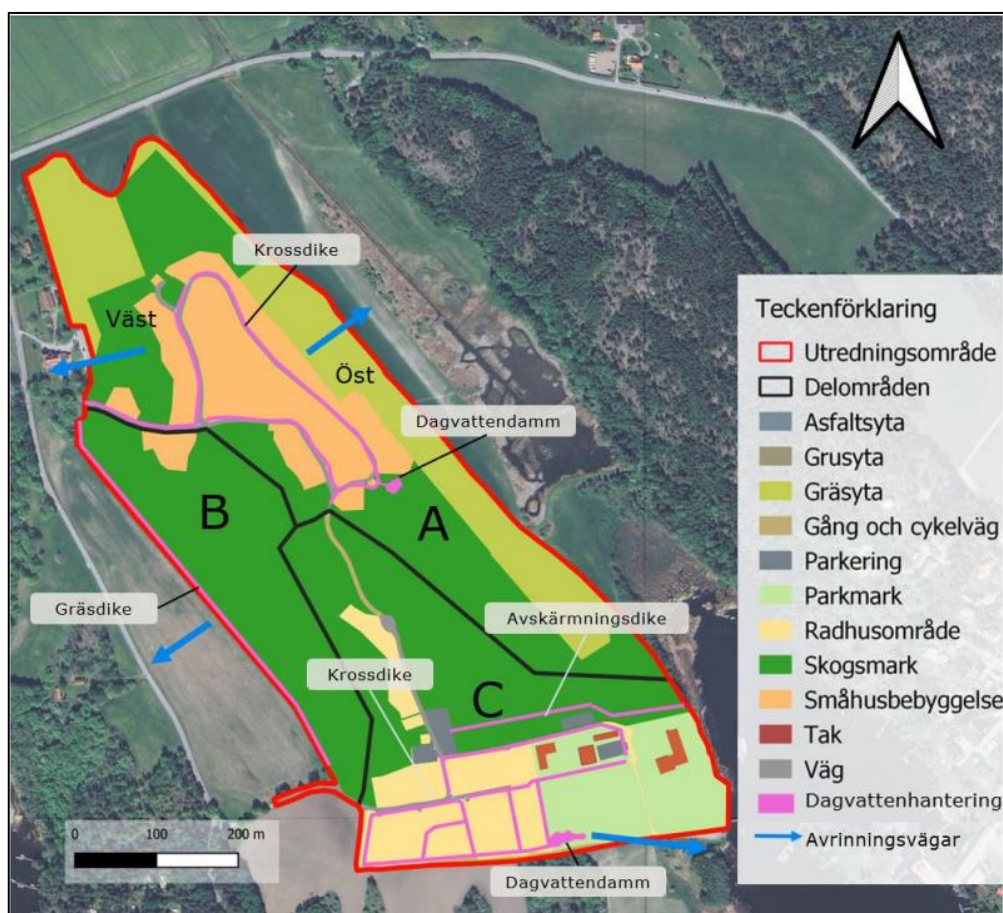 Krossdike
Väst
Öst
Dagvattendamm
B
A
Gräsdike
Avskärmningsdike
Krossdike
C
Dagvattendamm
0 100 200 m
Teckenförklaring
Utredningsområde
Delområden
Asfaltsyta
Grusyta
Gräsyta
Gång och cykelväg
Parkering
Parkmark
Radhusområde
Skogsmark
Småhusbebyggelse
Tak
Väg
Dagvattenhantering
Avrinningsvägar